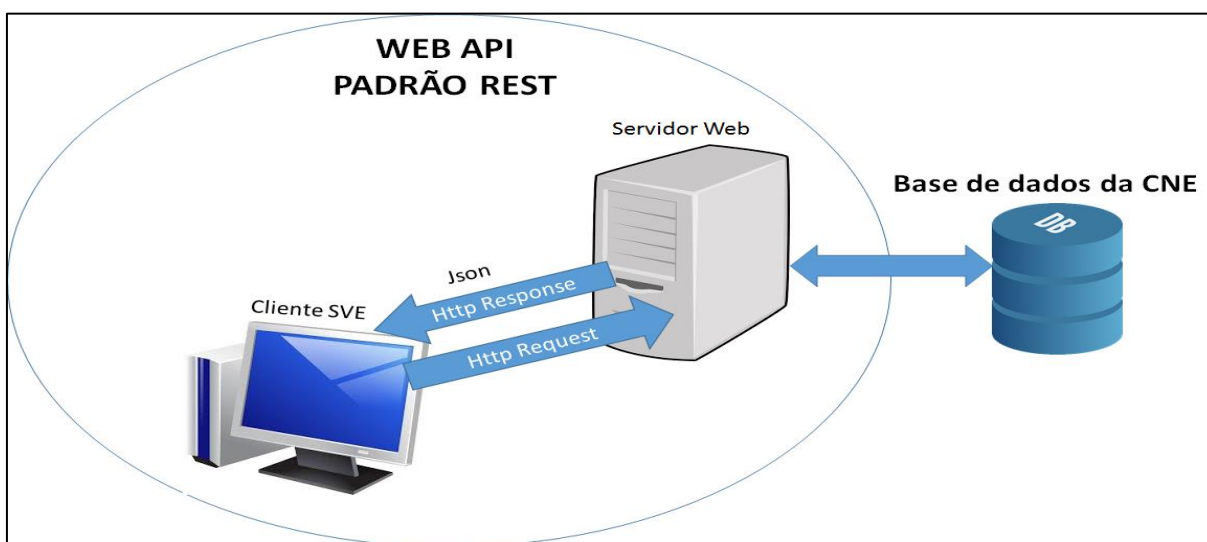 WEB API
PADRÃO REST
Servidor Web
Base de dados da CNE
DB
Json
Http Response
Cliente SVE
Http Request